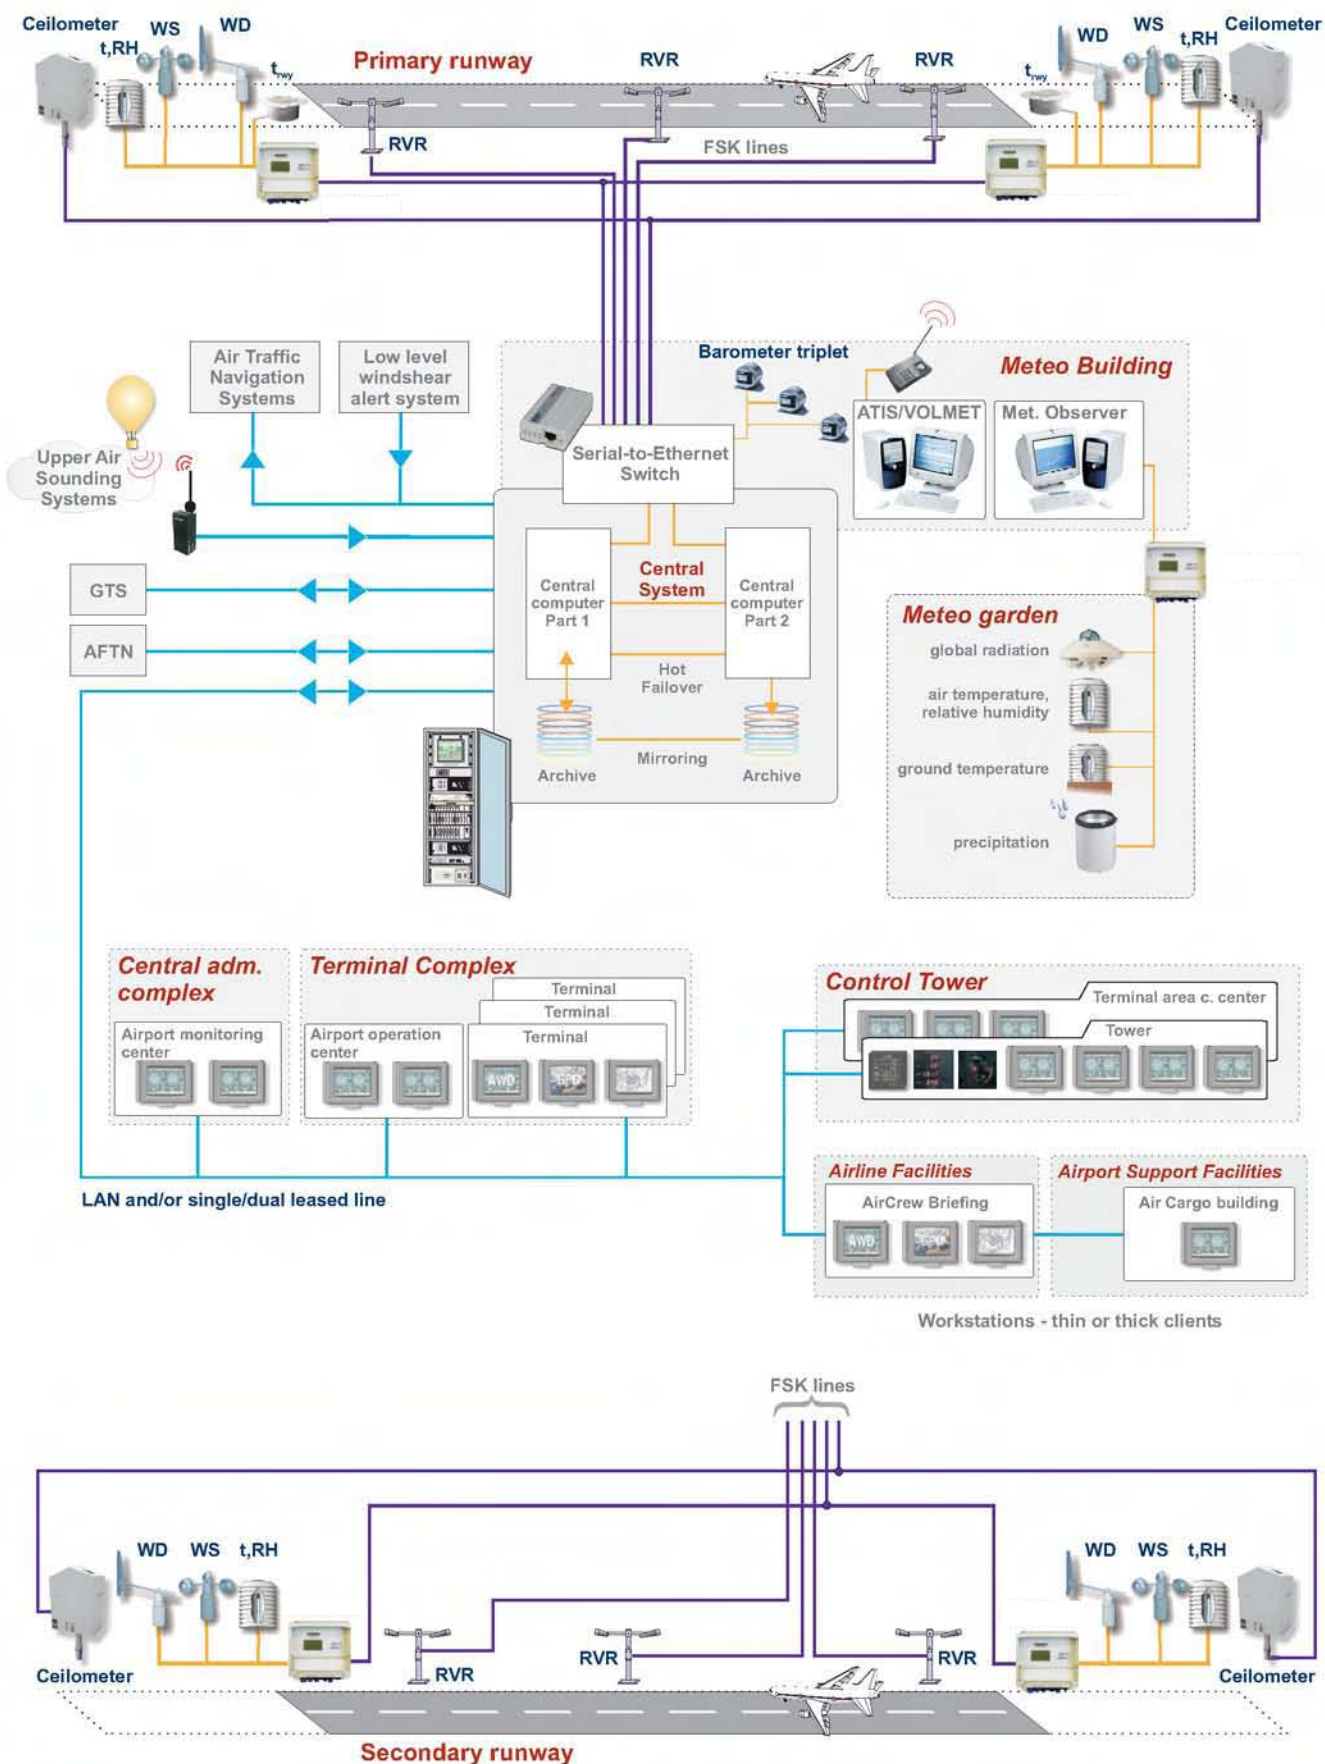 Ceilometer
WS
WD
t,RH
t rwy
Primary runway
RVR
RVR
t rwy
WD
WS
t,RH
Ceilometer
RVR
FSK lines
Air Traffic
Navigation
Systems
Low level
windshear
alert system
Barometer triplet
Meteo Building
ATIS/VOLMET
Met. Observer
Upper Air
Sounding
Systems
Serial-to-Ethernet
Switch
Central
computer
Part 1
Central
System
Central
computer
Part 2
GTS
AFTN
Hot
Failover
Mirroring
Archive
Archive
Meteo garden
global radiation
air temperature,
relative humidity
ground temperature
precipitation
Central adm.
complex
Airport monitoring
center
Terminal Complex
Terminal
Terminal
Terminal
Airport operation
center
AWD
Control Tower
Terminal area c. center
Tower
LAN and/or single/dual leased line
Airline Facilities
AirCrew Briefing
AWD
Airport Support Facilities
Air Cargo building
Workstations - thin or thick clients
FSK lines
WD
WS
t,RH
Ceilometer
RVR
RVR
RVR
WD
WS
t,RH
Ceilometer
Secondary runway